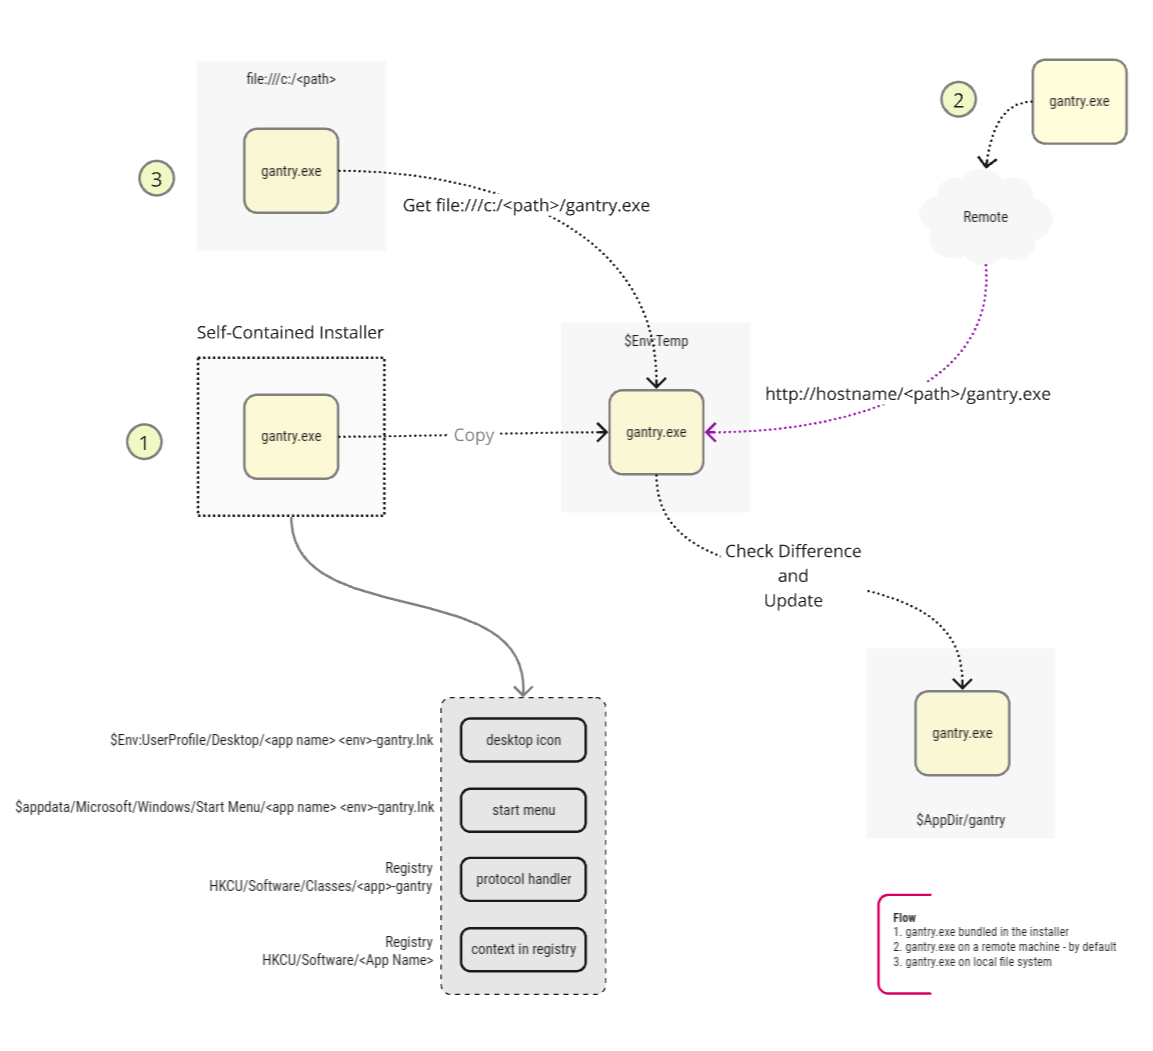 file:///c:/<path>
gantry.exe
3
Get file:///c:/<path>/gantry.exe
2
gantry.exe
Remote
http://hostname/<path>/gantry.exe
Self-Contained Installer
1
gantry.exe
Copy
$Env:Temp
gantry.exe
Check Difference
and
Update
gantry.exe
$AppDir/gantry
$Env:UserProfile/Desktop/<app name> <env>-gantry.lnk
desktop icon
$appdata/Microsoft/Windows/Start Menu/<app name> <env>-gantry.lnk
start menu
Registry
HKCU/Software/Classes/<app>-gantry
protocol handler
Registry
HKCU/Software/<App Name>
context in registry
Flow
1. gantry.exe bundled in the installer
2. gantry.exe on a remote machine - by default
3. gantry.exe on local file system